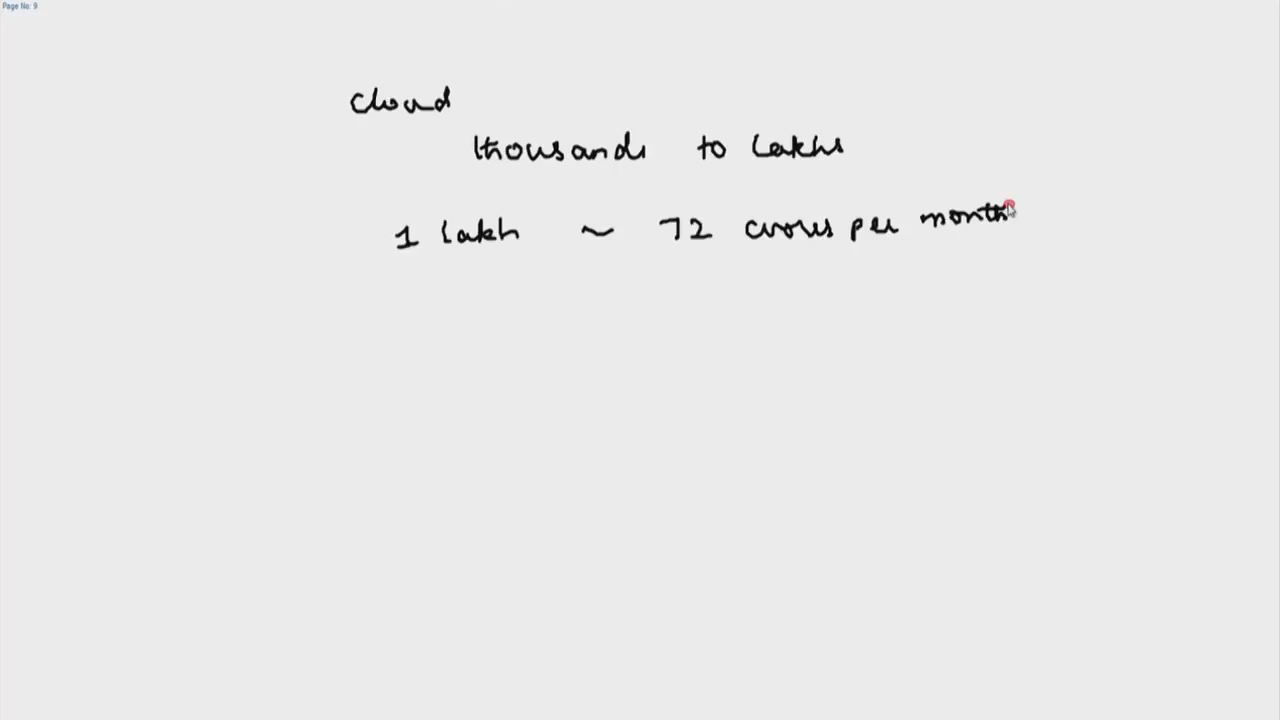 Page No: 9
cloud
thousands to lakhs
1 lakh ~ 72 crores per month